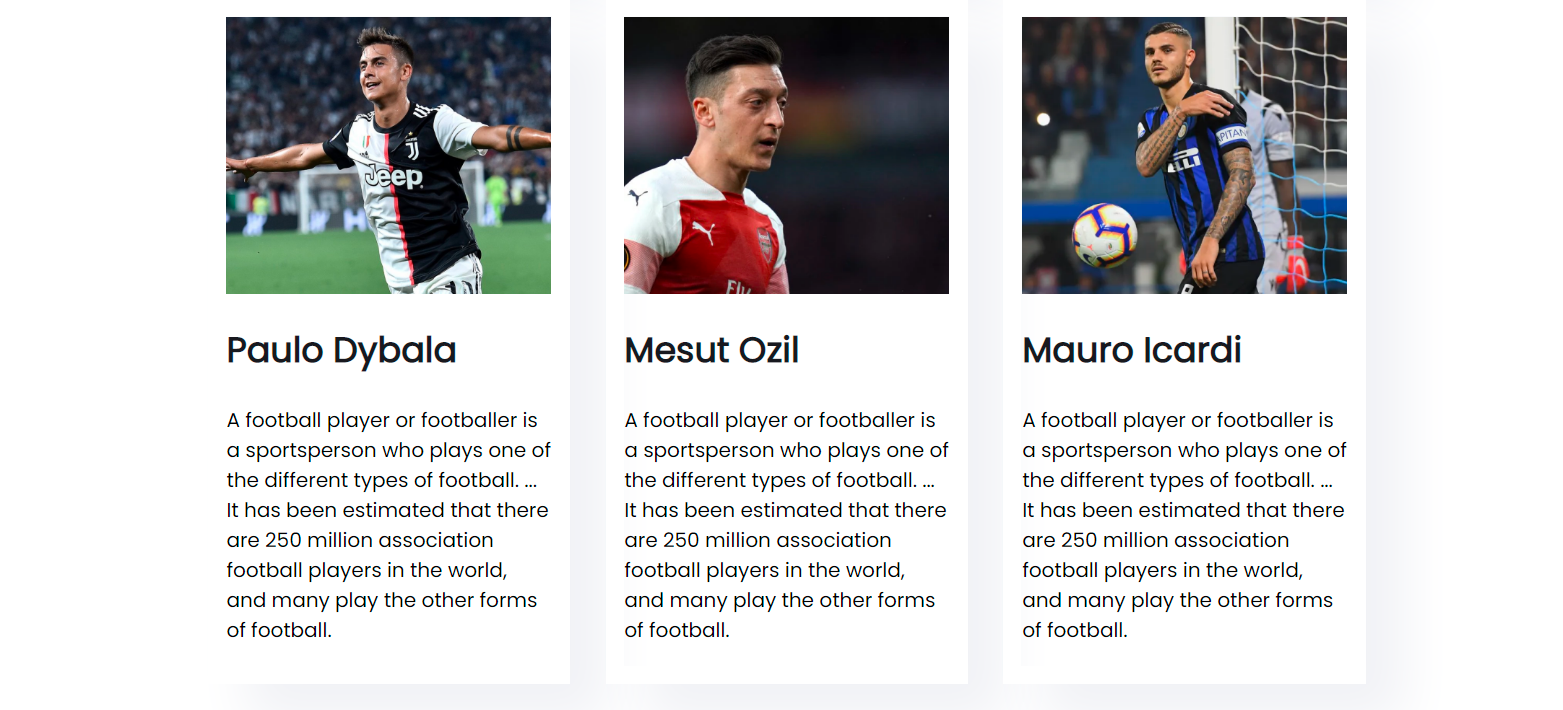 Jeep
Fly
PITAN
Paulo Dybala
Mesut Ozil
Mauro Icardi
A football player or footballer is
a sportsperson who plays one of
the different types of football. ...
It has been estimated that there
are 250 million association
football players in the world,
and many play the other forms
of football.
A football player or footballer is
a sportsperson who plays one of
the different types of football. ...
It has been estimated that there
are 250 million association
football players in the world,
and many play the other forms
of football.
A football player or footballer is
a sportsperson who plays one of
the different types of football. ...
It has been estimated that there
are 250 million association
football players in the world,
and many play the other forms
of football.